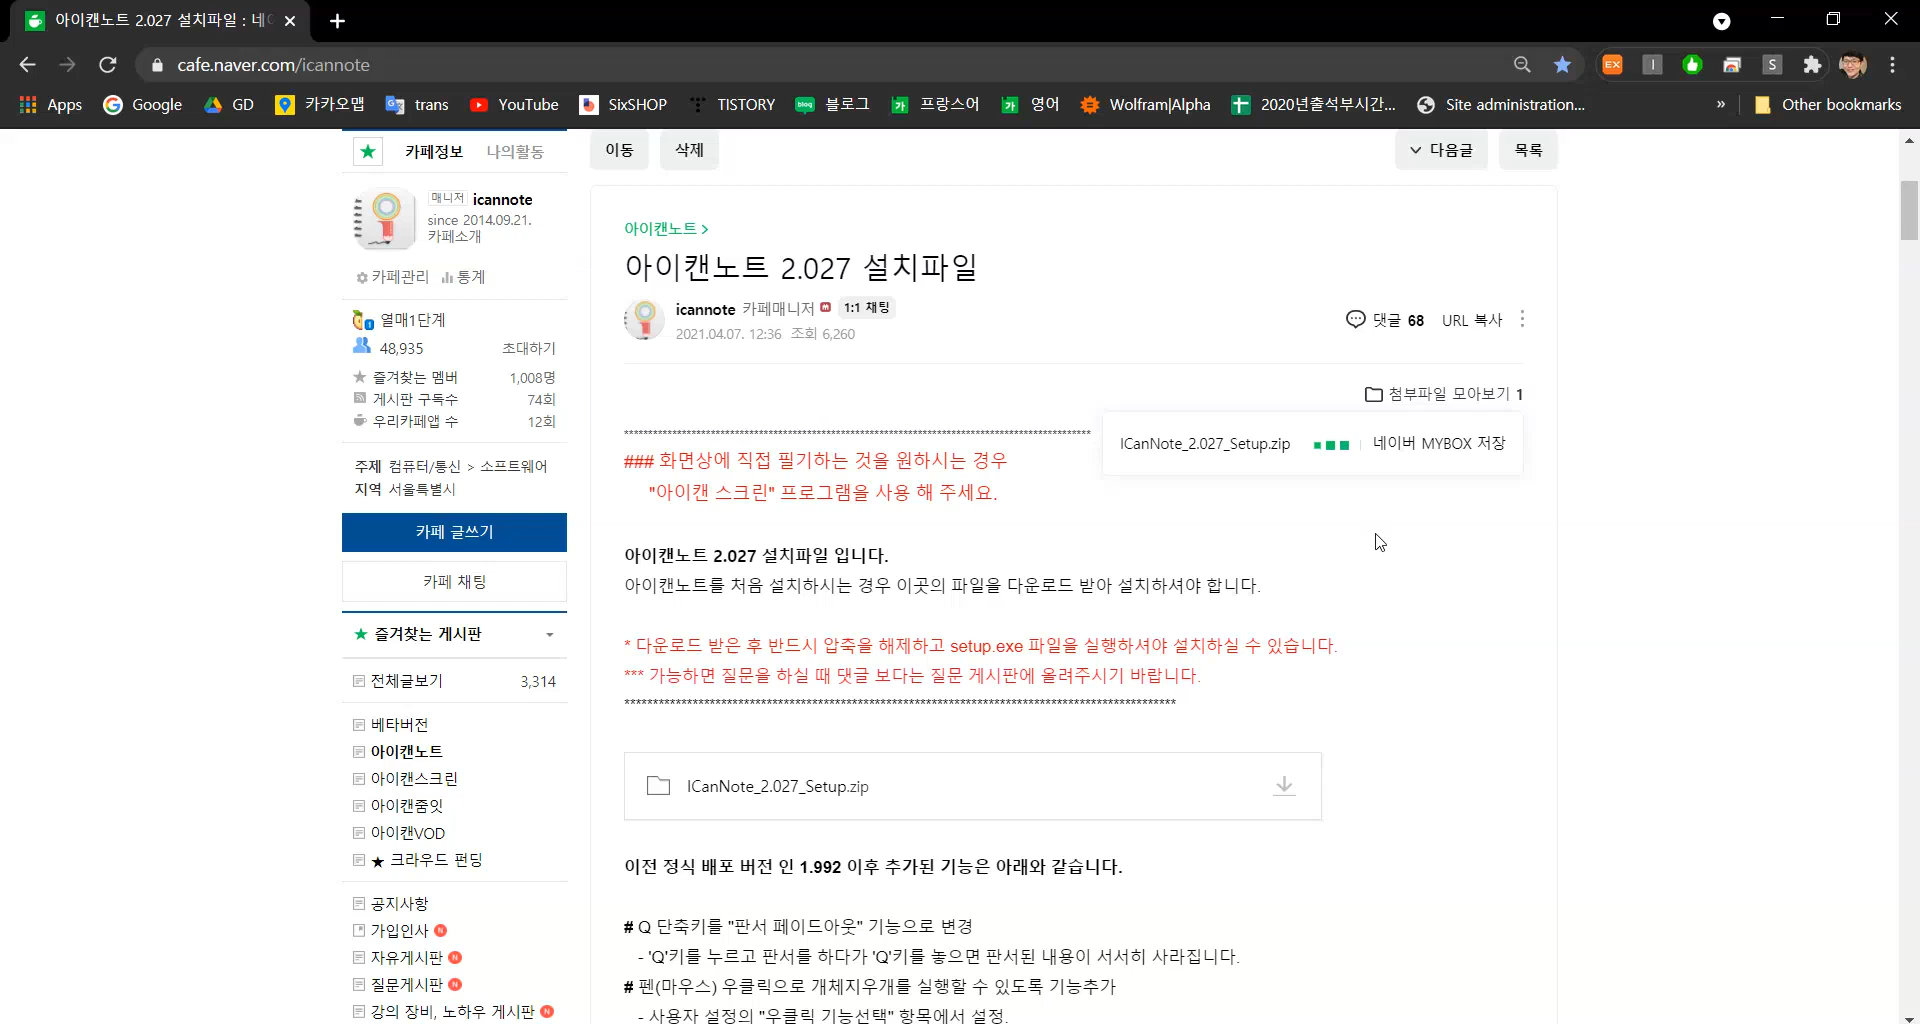 아이캔노트 2.027 설치파일 : 네
cafe.naver.com/icannote
EX
I
S
Apps
Google
GD
카카오맵
trans
YouTube
SixSHOP
TISTORY
블로그
프랑스어
영어
Wolfram|Alpha
2020년출석부시간...
Site administration...
»
Other bookmarks
카페정보
나의활동
이동
삭제
다음글
목록
매니저 icannote
since 2014.09.21.
카페소개
카페관리
통계
열매1단계
48,935
초대하기
즐겨찾는 멤버
1,008명
게시판 구독수
74회
우리카페앱 수
12회
주제 컴퓨터/통신 > 소프트웨어
지역 서울특별시
카페 글쓰기
카페 채팅
즐겨찾는 게시판
전체글보기
3,314
베타버전
아이캔노트
아이캔스크린
아이캔줌잇
아이캔VOD
★ 크라우드 펀딩
공지사항
가입인사 N
자유게시판 N
질문게시판 N
강의 장비, 노하우 게시판 N
아이캔노트 >
아이캔노트 2.027 설치파일
icannote 카페매니저 1:1 채팅
2021.04.07. 12:36 조회 6,260
댓글 68 URL 복사
첨부파일 모아보기 1
ICanNote_2.027_Setup.zip
네이버 MYBOX 저장
### 화면상에 직접 필기하는 것을 원하시는 경우
"아이캔 스크린" 프로그램을 사용 해 주세요.
아이캔노트 2.027 설치파일 입니다.
아이캔노트를 처음 설치하시는 경우 이곳의 파일을 다운로드 받아 설치하셔야 합니다.
* 다운로드 받은 후 반드시 압축을 해제하고 setup.exe 파일을 실행하셔야 설치하실 수 있습니다.
*** 가능하면 질문을 하실 때 댓글 보다는 질문 게시판에 올려주시기 바랍니다.
ICanNote_2.027_Setup.zip
이전 정식 배포 버전 인 1.992 이후 추가된 기능은 아래와 같습니다.
# Q 단축키를 "판서 페이드아웃" 기능으로 변경
- 'Q'키를 누르고 판서를 하다가 'Q'키를 놓으면 판서된 내용이 서서히 사라집니다.
# 펜(마우스) 우클릭으로 개체지우개를 실행할 수 있도록 기능추가
- 사용자 설정의 "우클릭 기능선택" 항목에서 설정.